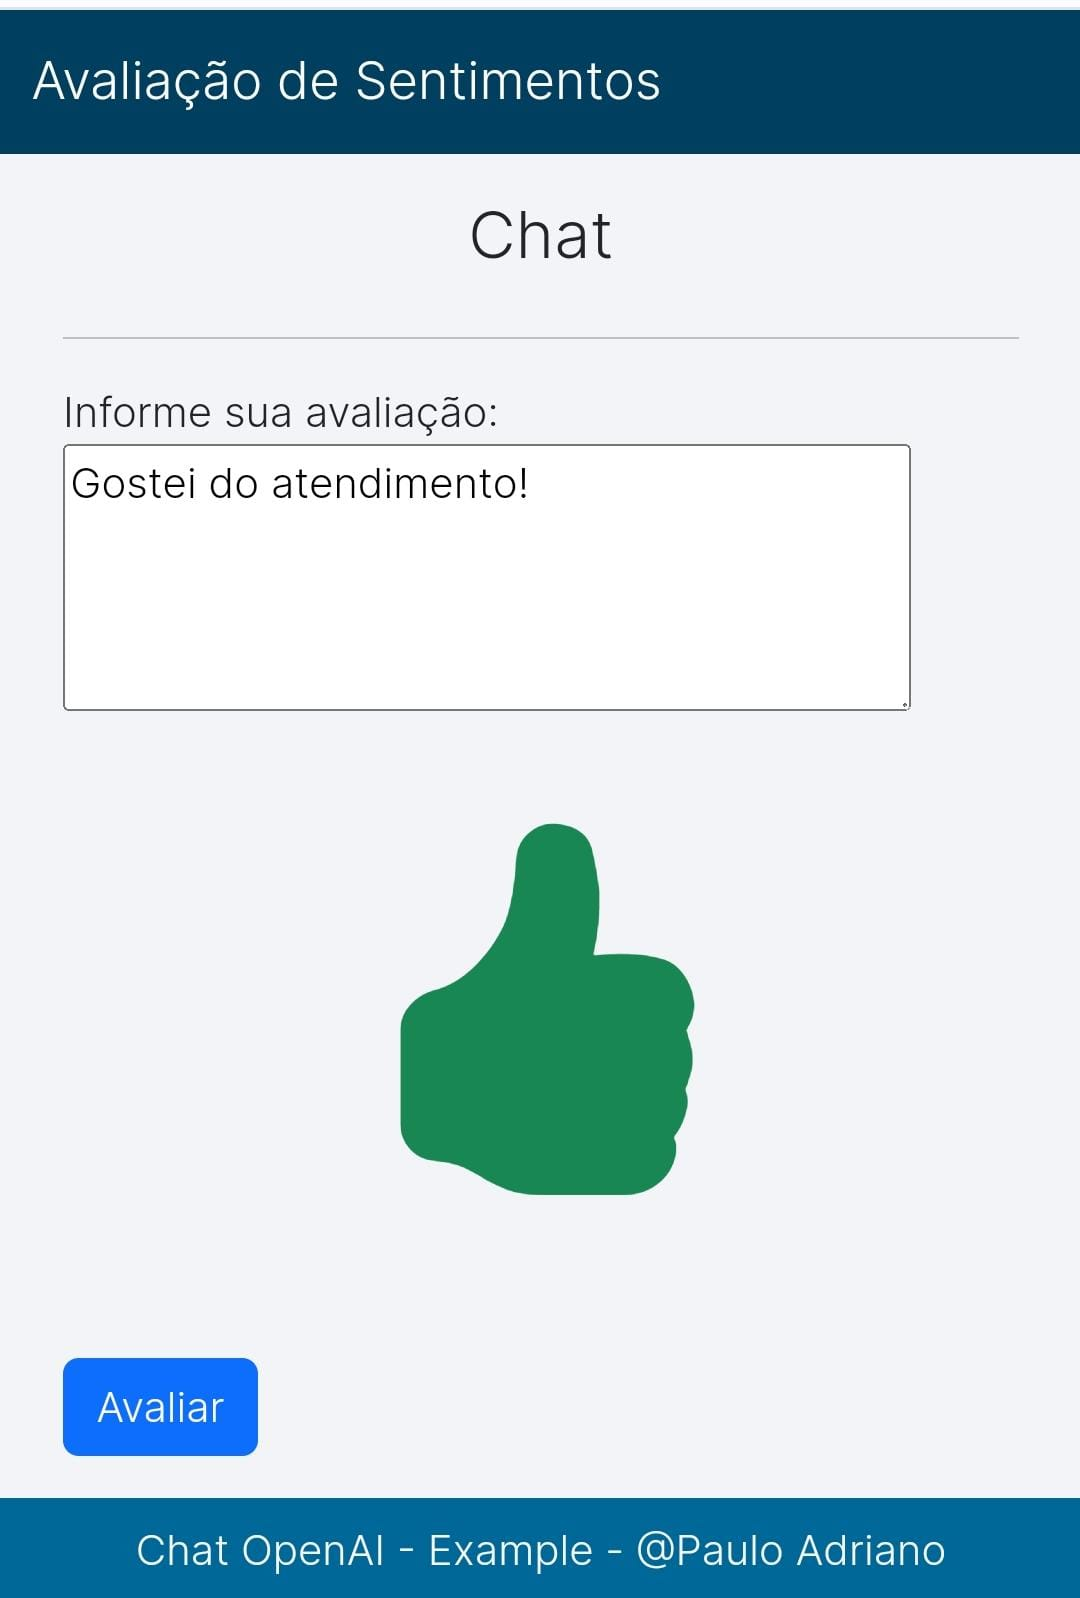 Avaliação de Sentimentos
Chat
Informe sua avaliação:
Gostei do atendimento!
Avaliar
Chat OpenAI - Example - @Paulo Adriano